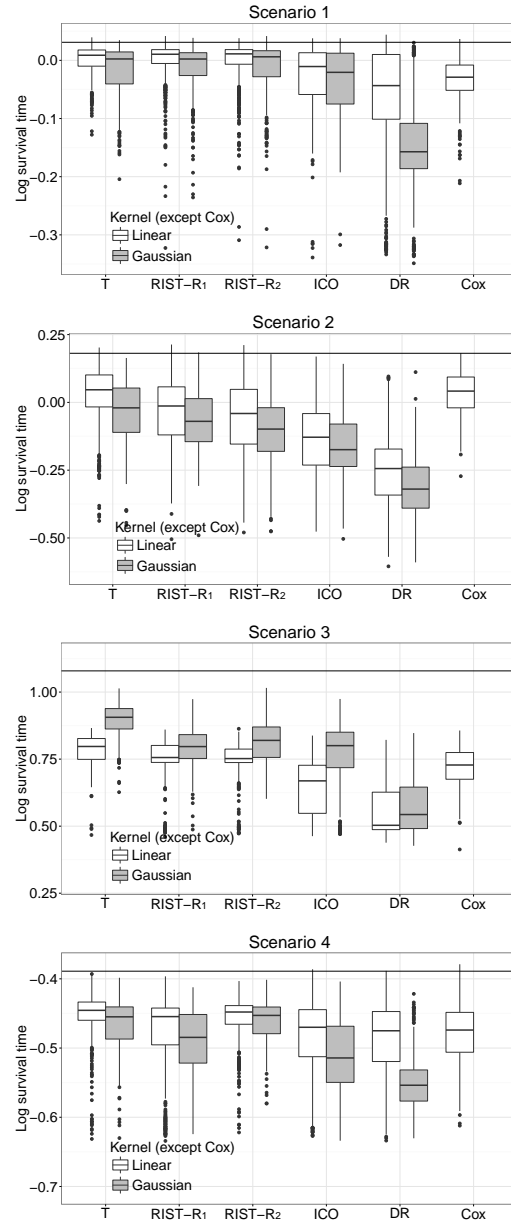 Scenario 1
0.0
−0.1
−0.2
−0.3
Log survival time
Kernel (except Cox)
Linear
Gaussian
T RIST−R1 RIST−R2 ICO DR Cox
Scenario 2
0.25
0.00
−0.25
−0.50
Log survival time
Kernel (except Cox)
Linear
Gaussian
T RIST−R1 RIST−R2 ICO DR Cox
Scenario 3
1.00
0.75
0.50
0.25
Log survival time
Kernel (except Cox)
Linear
Gaussian
T RIST−R1 RIST−R2 ICO DR Cox
Scenario 4
−0.4
−0.5
−0.6
−0.7
Log survival time
Kernel (except Cox)
Linear
Gaussian
T RIST−R1 RIST−R2 ICO DR Cox